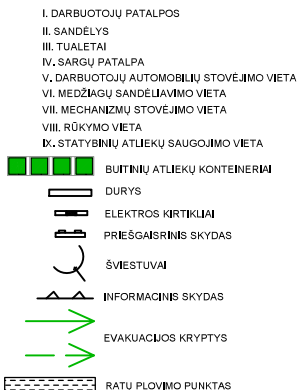 I. DARBUOTOJŲ PATALPOS
II. SANDĖLYS
III. TUALETAI
IV. SARGŲ PATALPA
V. DARBUOTOJŲ AUTOMOBILIŲ STOVĖJIMO VIETA
VI. MEDŽIAGŲ SANDĖLIAVIMO VIETA
VII. MECHANIZMŲ STOVĖJIMO VIETA
VIII. RŪKYMO VIETA
IX. STATYBINIŲ ATLIEKŲ SAUGOJIMO VIETA
BUITINIŲ ATLIEKŲ KONTEINERIAI
DURYS
ELEKTROS KIRTIKLIAI
PRIEŠGAISRINIS SKYDAS
ŠVIESTUVAI
INFORMACINIS SKYDAS
EVAKUACIJOS KRYPTYS
RATŲ PLOVIMO PUNKTAS